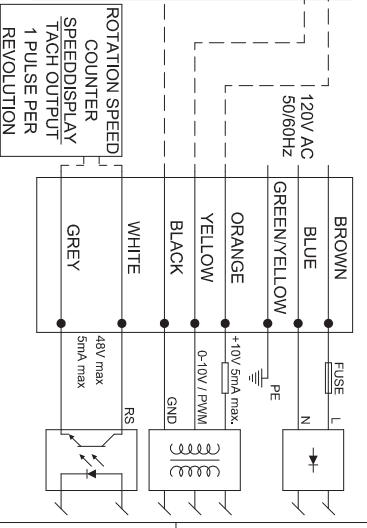 ROTATION SPEED
COUNTER
SPEEDDISPLAY
TACH OUTPUT
1 PULSE PER
REVOLUTION
120V AC
50/60Hz
BROWN
BLUE
GREEN/YELLOW
ORANGE
YELLOW
BLACK
WHITE
GREY
FUSE
L
N
PE
+10V 5mA max.
0-10V / PWM
GND
RS
48V max
5mA max